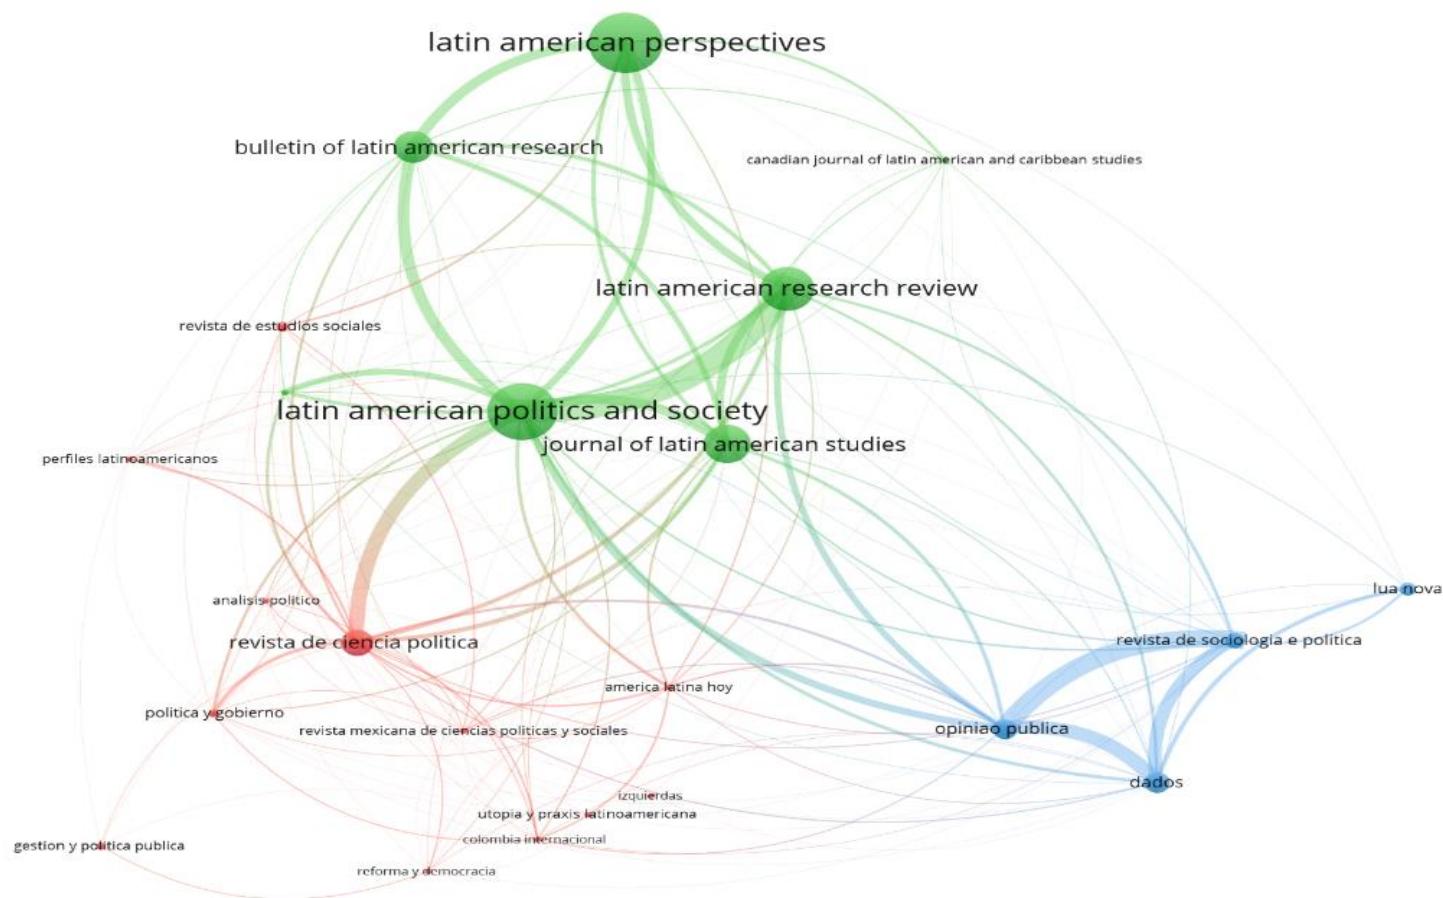 latin american perspectives
bulletin of latin american research
canadian journal of latin american and caribbean studies
latin american research review
revista de estudios sociales
latin american politics and society
journal of latin american studies
perfiles latinoamericanos
lua nova
analisis politico
revista de ciencia politica
revista de sociologia e politica
america latina hoy
politica y gobierno
revista mexicana de ciencias politicas y sociales
opiniao publica
dados
izquierdas
utopia y praxis latinoamericana
colombia internacional
gestion y politica publica
reforma y democracia